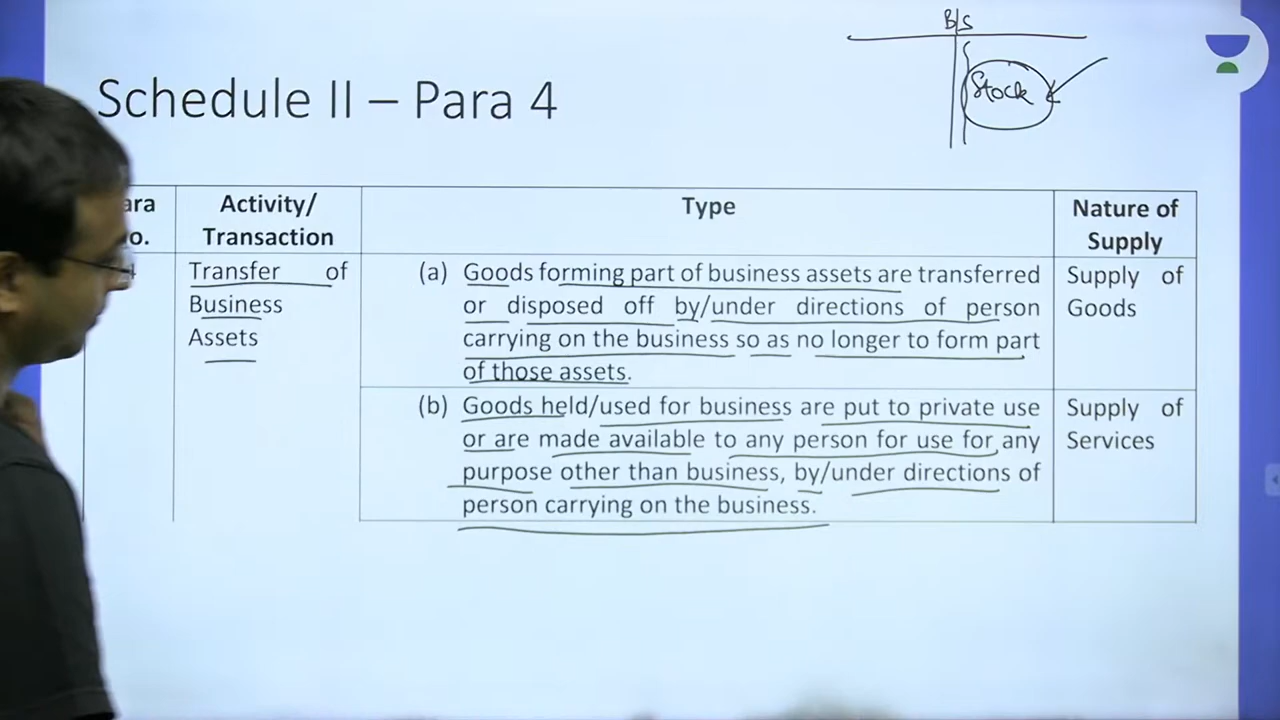 B/S
Stock
Schedule II – Para 4
ara
o.
Activity/
Transaction
Type
Nature of
Supply
4
Transfer of
Business
Assets
(a) Goods forming part of business assets are transferred
or disposed off by/under directions of person
carrying on the business so as no longer to form part
of those assets.
Supply of
Goods
(b) Goods held/used for business are put to private use
or are made available to any person for use for any
purpose other than business, by/under directions of
person carrying on the business.
Supply of
Services